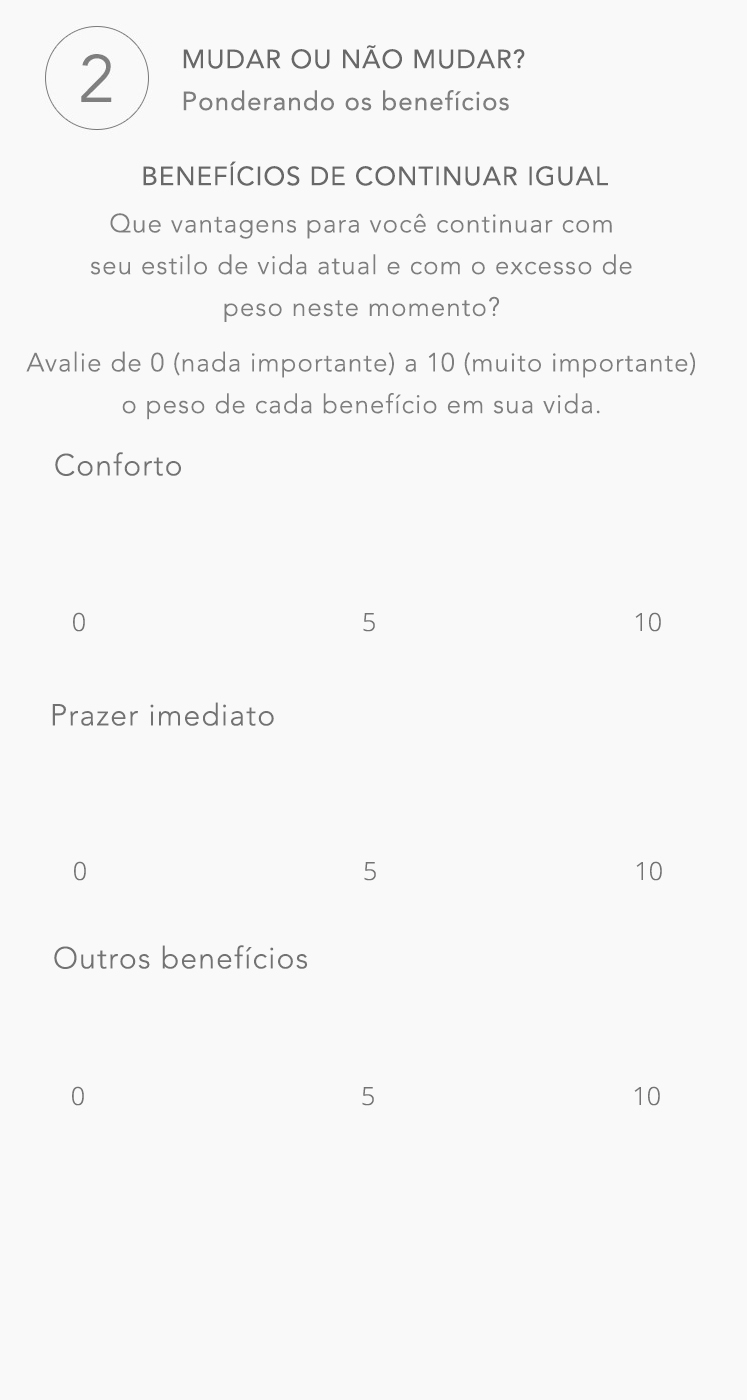 2
MUDAR OU NÃO MUDAR?
Ponderando os benefícios
BENEFÍCIOS DE CONTINUAR IGUAL
Que vantagens para você continuar com
seu estilo de vida atual e com o excesso de
peso neste momento?
Avalie de 0 (nada importante) a 10 (muito importante)
o peso de cada benefício em sua vida.
Conforto
0 5 10
Prazer imediato
0 5 10
Outros benefícios
0 5 10